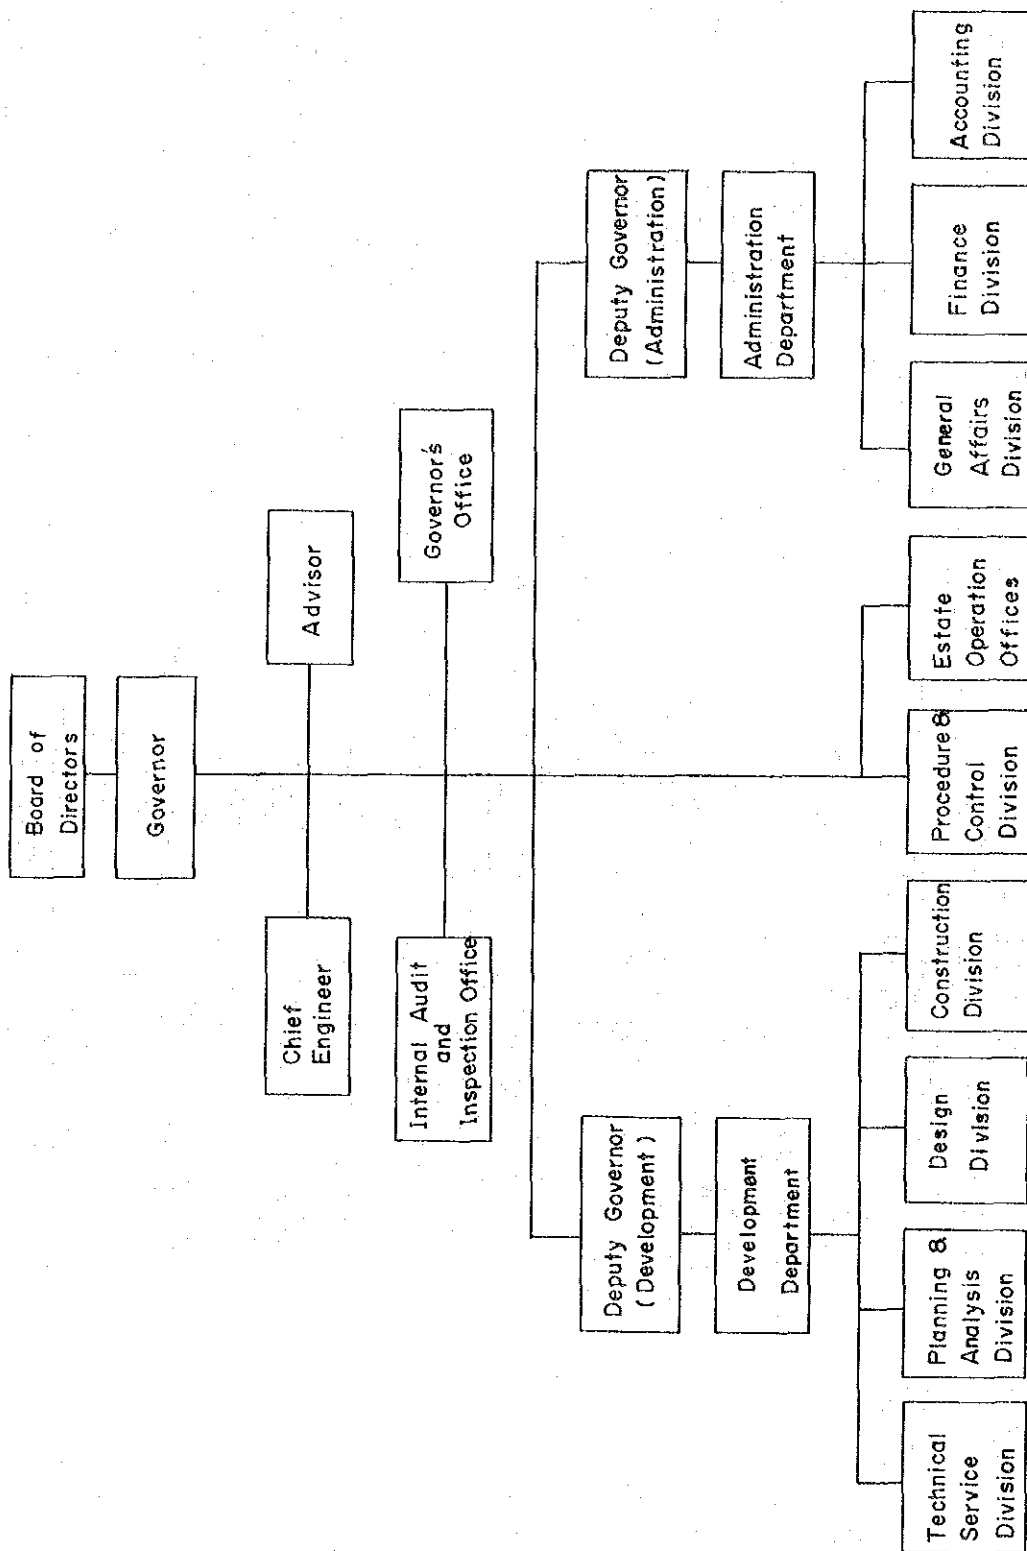 Board of
Directors
Governor
Chief
Engineer
Advisor
Internal Audit
and
Inspection Office
Governor's
Office
Deputy Governor
(Development)
Deputy Governor
(Administration)
Development
Department
Administration
Department
Technical
Service
Division
Planning &
Analysis
Division
Design
Division
Construction
Division
Procedure &
Control
Division
Estate
Operation
Offices
General
Affairs
Division
Finance
Division
Accounting
Division